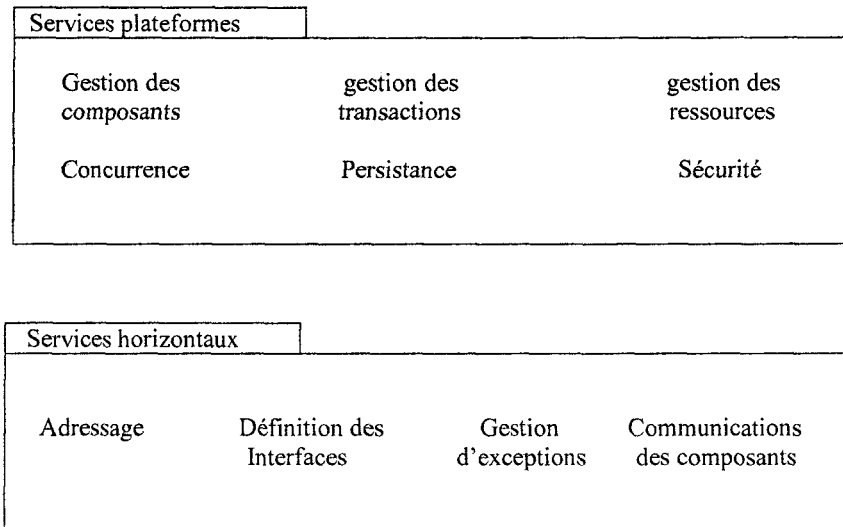 Services plateformes
Gestion des gestion des gestion des
composants transactions ressources
Concurrence Persistance Sécurité
Services horizontaux
Adressage Définition des Gestion Communications
Interfaces d'exceptions des composants